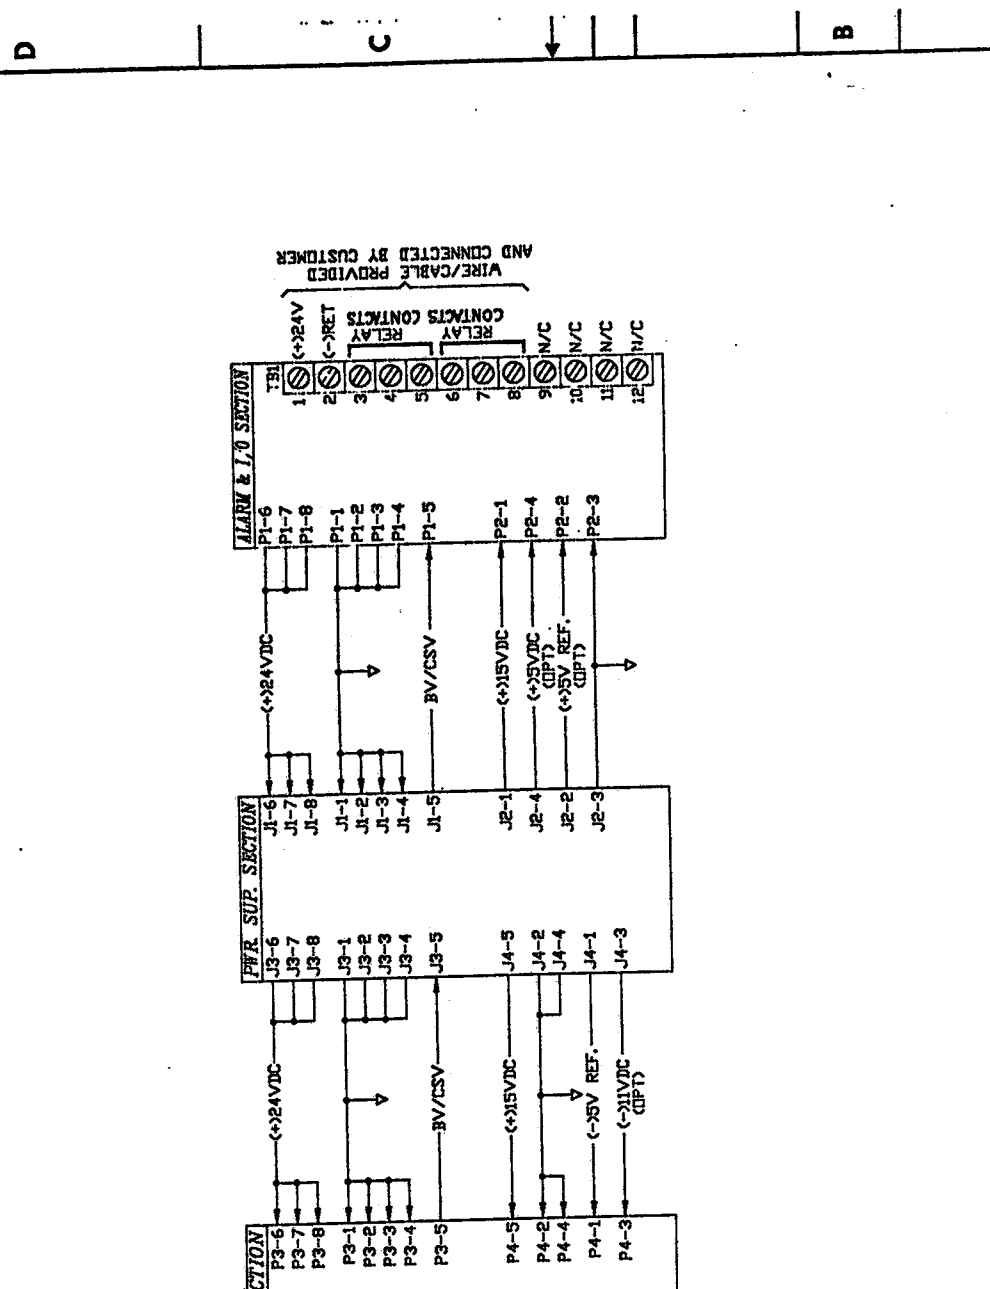 D
C
B
WIRE/CABLE PROVIDED
AND CONNECTED BY CUSTOMER
(+)24V
(-)RET
RELAY
CONTACTS
RELAY
CONTACTS
N/C
N/C
N/C
N/C
TB1
1
2
3
4
5
6
7
8
9
10
11
12
ALARM & I/O SECTION
P1-6
P1-7
P1-8
P1-1
P1-2
P1-3
P1-4
P1-5
P2-1
P2-4
P2-2
P2-3
(+)24VDC
BV/CSV
(+)15VDC
(+)5VDC
(OPT)
(+)5V REF.
(OPT)
J1-6
J1-7
J1-8
J1-1
J1-2
J1-3
J1-4
J1-5
J2-1
J2-4
J2-2
J2-3
PWR. SUP. SECTION
J3-6
J3-7
J3-8
J3-1
J3-2
J3-3
J3-4
J3-5
J4-5
J4-2
J4-4
J4-1
J4-3
(+)24VDC
BV/CSV
(+)15VDC
(-)5V REF.
(-)11VDC
(OPT)
P3-6
P3-7
P3-8
P3-1
P3-2
P3-3
P3-4
P3-5
P4-5
P4-2
P4-4
P4-1
P4-3
CTION